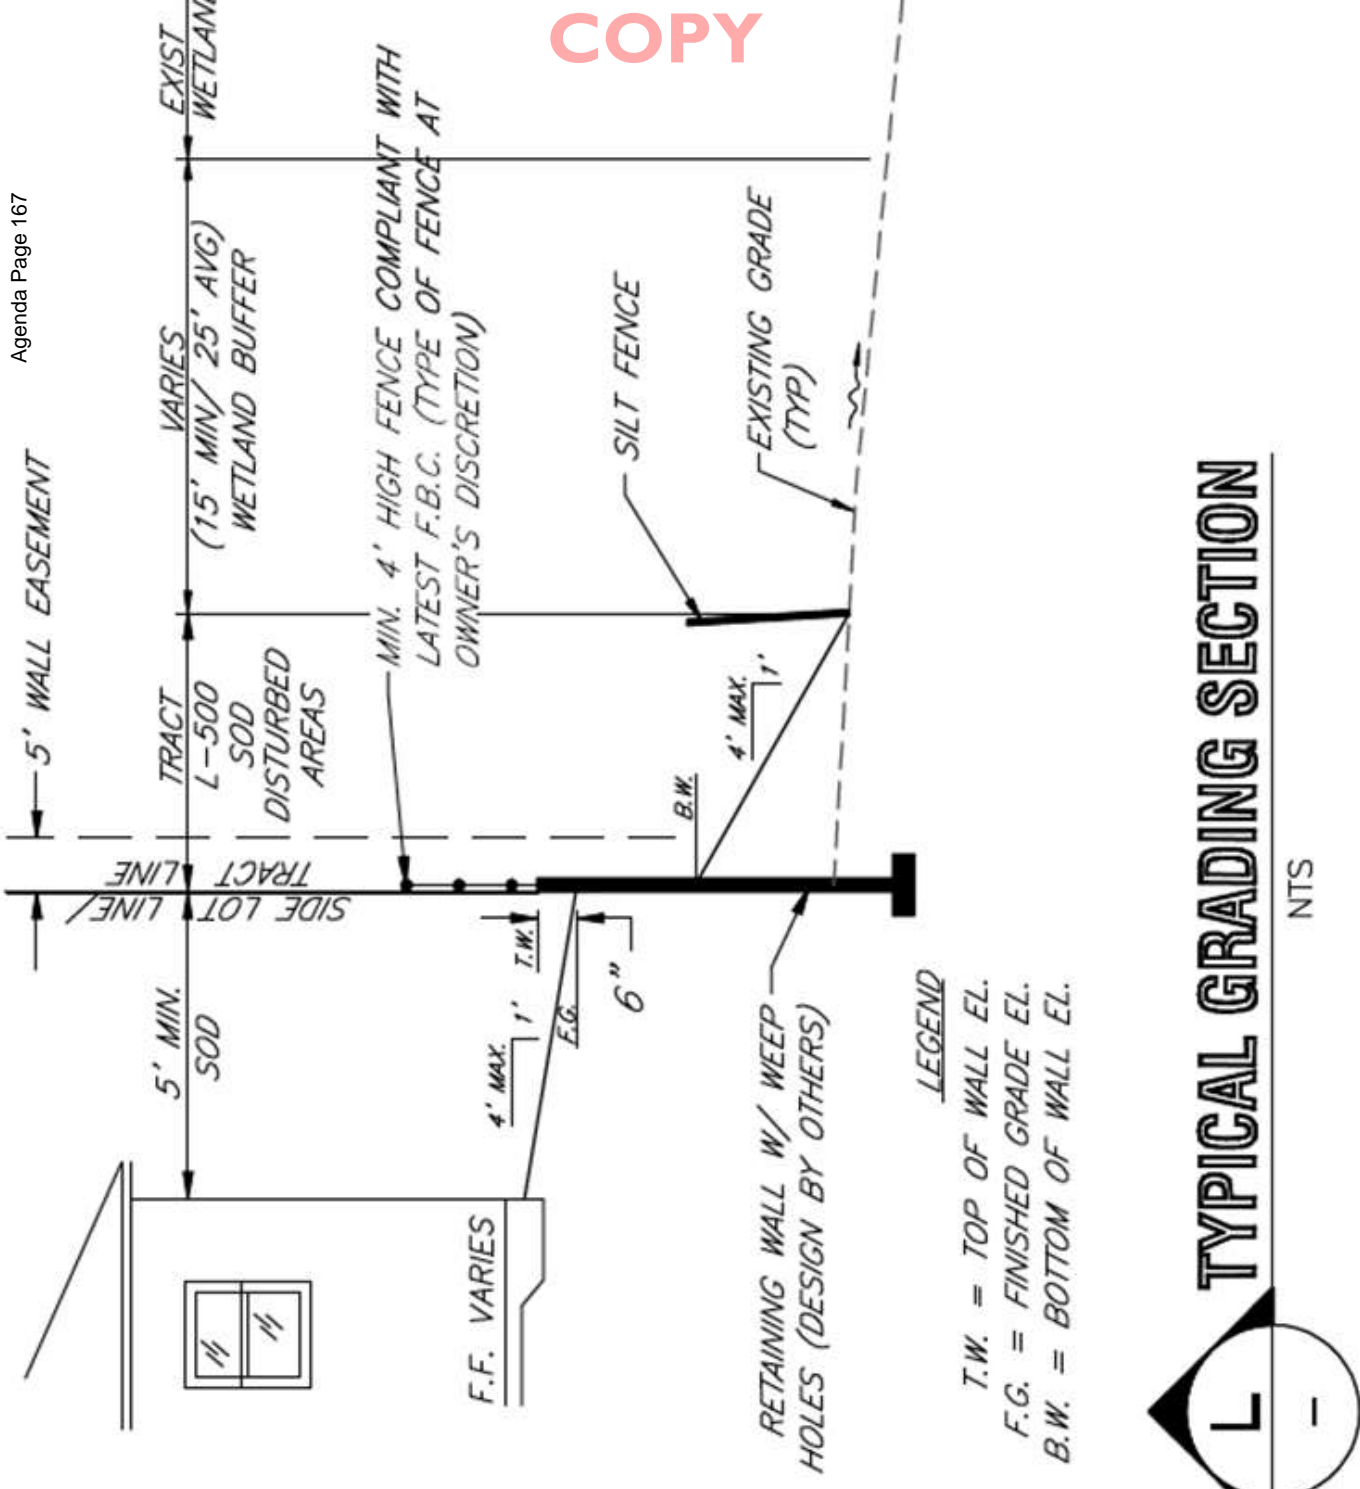 Agenda Page 167
COPY
5' WALL EASEMENT
5' MIN.
SOD
SIDE LOT LINE/
TRACT LINE
TRACT
L-500
SOD
DISTURBED
AREAS
VARIES
(15' MIN/ 25' AVG)
WETLAND BUFFER
EXIST
MIN. 4' HIGH FENCE COMPLIANT WITH
LATEST F.B.C. (TYPE OF FENCE AT
OWNER'S DISCRETION)
F.F. VARIES
4' MAX.
1'
T.W.
F.G.
6"
B.W.
4' MAX.
1'
SILT FENCE
EXISTING GRADE
(TYP)
RETAINING WALL W/ WEEP
HOLES (DESIGN BY OTHERS)
LEGEND
T.W. = TOP OF WALL EL.
F.G. = FINISHED GRADE EL.
B.W. = BOTTOM OF WALL EL.
L
-
TYPICAL GRADING SECTION
NTS